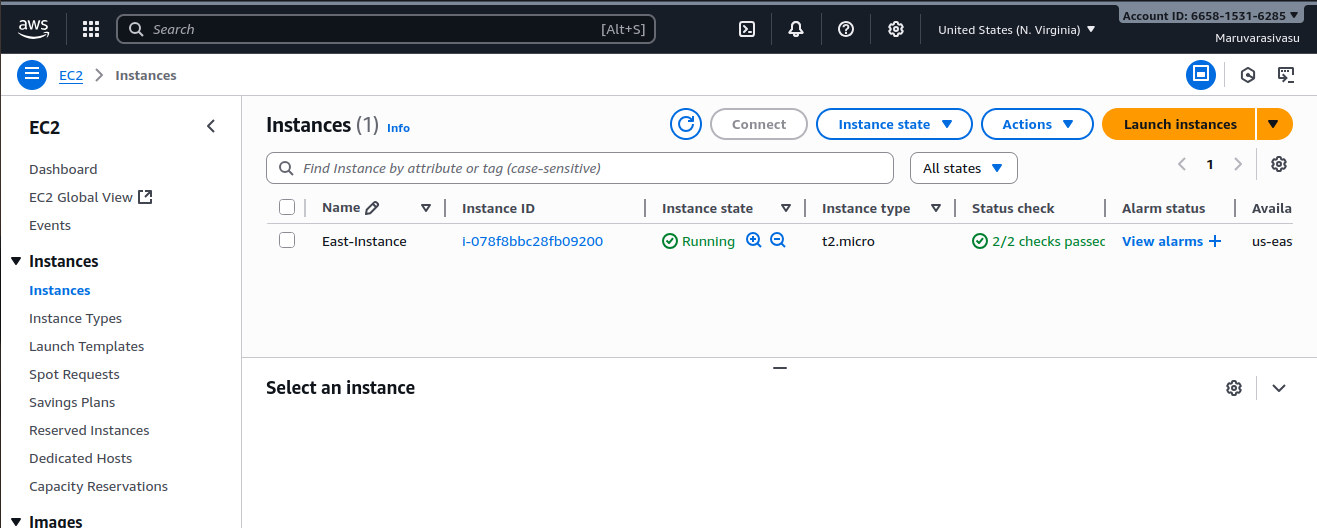 aws
Search [Alt+S]
United States (N. Virginia)
Account ID: 6658-1531-6285
Maruvarasivasu
EC2 Instances
EC2
Dashboard
EC2 Global View
Events
Instances
Instances
Instance Types
Launch Templates
Spot Requests
Savings Plans
Reserved Instances
Dedicated Hosts
Capacity Reservations
Images
Instances (1) Info
Connect
Instance state
Actions
Launch instances
Find Instance by attribute or tag (case-sensitive)
All states
1
Name Instance ID Instance state Instance type Status check Alarm status Availa
East-Instance i-078f8bbc28fb09200 Running t2.micro 2/2 checks passed View alarms + us-eas
Select an instance